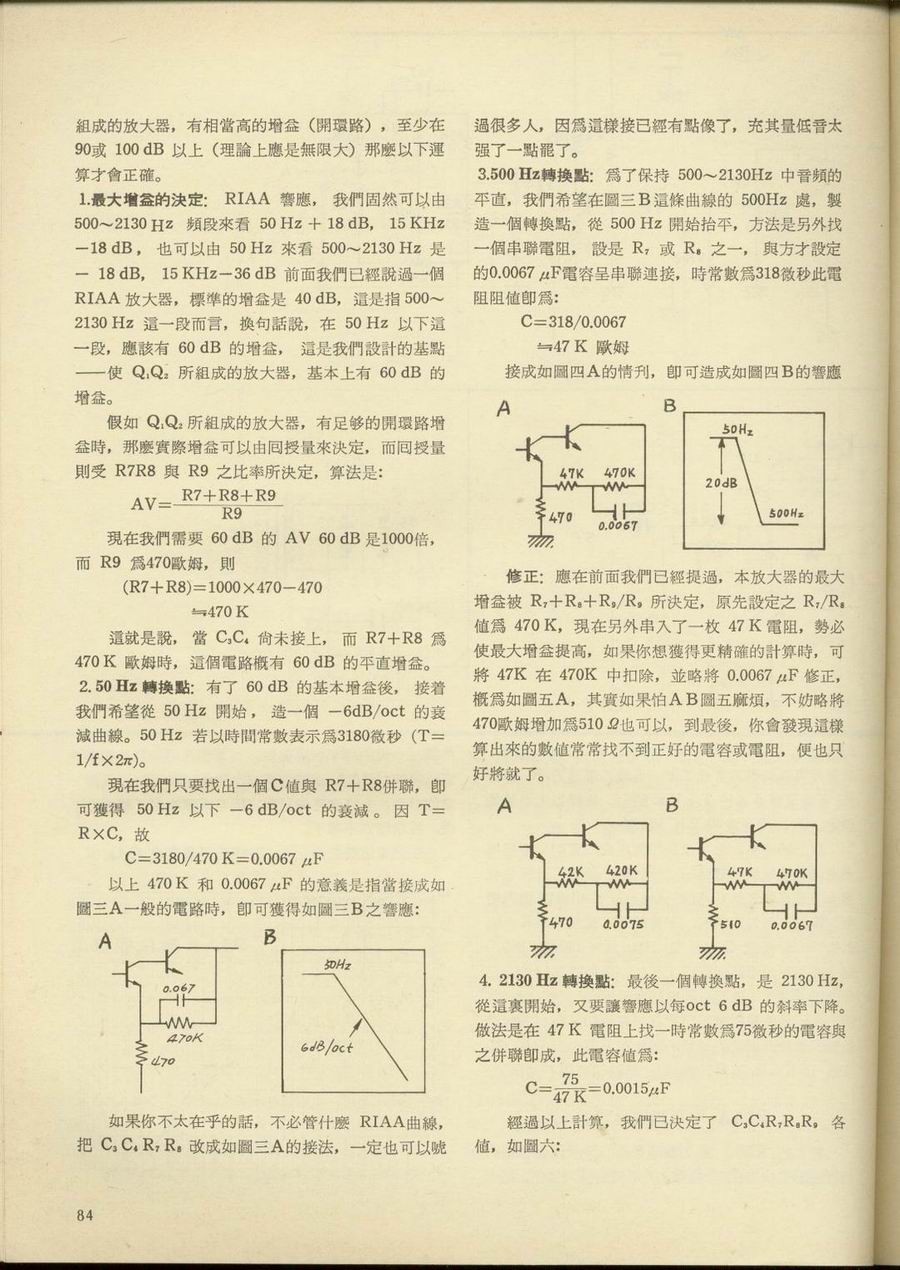 組成的放大器，有相當高的增益（開環路），至少在
90或 100 dB 以上（理論上應是無限大）那麼以下運
算才會正確。
1.最大增益的決定： RIAA 響應， 我們固然可以由
500～2130 Hz 頻段來看 50 Hz + 18 dB， 15 KHz
－18 dB， 也可以由 50 Hz 來看 500～2130 Hz 是
－ 18 dB， 15 KHz－36 dB 前面我們已經說過一個
RIAA 放大器，標準的增益是 40 dB，這是指 500～
2130 Hz 這一段而言，換句話說，在 50 Hz 以下這
一段，應該有 60 dB 的增益， 這是我們設計的基點
──使 Q₁Q₂ 所組成的放大器，基本上有 60 dB 的
增益。
假如 Q₁Q₂ 所組成的放大器，有足够的開環路增
益時，那麼實際增益可以由囘授量來決定，而囘授量
則受 R7R8 與 R9 之比率所決定，算法是：
AV= R7+R8+R9
R9
現在我們需要 60 dB 的 AV 60 dB 是1000倍，
而 R9 爲470歐姆，則
(R7+R8)=1000×470－470
≒470 K
這就是說， 當 C₃C₄ 尙未接上， 而 R7+R8 爲
470 K 歐姆時，這個電路概有 60 dB 的平直增益。
2. 50 Hz 轉換點：有了 60 dB 的基本增益後， 接着
我們希望從 50 Hz 開始， 造一個 －6dB/oct 的衰
減曲線。50 Hz 若以時間常數表示爲3180微秒（T=
1/f×2π）。
現在我們只要找出一個C値與 R7+R8併聯，卽
可獲得 50 Hz 以下 －6 dB/oct 的衰減。因 T=
R×C，故
C=3180/470 K=0.0067 μF
以上 470 K 和 0.0067 μF 的意義是指當接成如
圖三A一般的電路時，卽可獲得如圖三B之響應：
A
0.067
470K
470
B
50Hz
6dB/oct
如果你不太在乎的話，不必管什麼 RIAA曲線，
把 C₃ C₄ R₇ R₈ 改成如圖三A的接法，一定也可以唬
84
過很多人，因爲這樣接已經有點像了，充其量低音太
强了一點罷了。
3.500 Hz轉換點： 爲了保持 500～2130Hz 中音頻的
平直，我們希望在圖三B這條曲線的 500Hz 處，製
造一個轉換點，從 500 Hz 開始抬平，方法是另外找
一個串聯電阻， 設是 R₇ 或 R₈ 之一， 與方才設定
的0.0067 μF電容呈串聯連接，時常數爲318微秒此電
阻阻值卽爲：
C=318/0.0067
≒47 K 歐姆
接成如圖四A的情刋，卽可造成如圖四B的響應
A
47K 470K
470
0.0067
B
50Hz
20dB
500Hz
修正：應在前面我們已經提過，本放大器的最大
增益被 R₇+R₈+R₉/R₉ 所決定，原先設定之 R₇/R₈
値爲 470 K，現在另外串入了一枚 47 K 電阻，勢必
使最大增益提高，如果你想獲得更精確的計算時，可
將 47K 在 470K 中扣除，並略將 0.0067 μF 修正，
概爲如圖五A，其實如果怕AB圖五麻煩，不妨略將
470歐姆增加爲510 Ω也可以，到最後，你會發現這樣
算出來的數値常常找不到正好的電容或電阻，便也只
好將就了。
A
42K 420K
470
0.0075
B
47K 470K
510
0.0067
4. 2130 Hz 轉換點：最後一個轉換點，是 2130 Hz，
從這裏開始，又要讓響應以每oct 6 dB 的斜率下降。
做法是在 47 K 電阻上找一時常數爲75微秒的電容與
之併聯卽成，此電容値爲：
C= 75
47 K =0.0015μF
經過以上計算，我們已決定了 C₃C₄R₇R₈R₉ 各
値，如圖六：